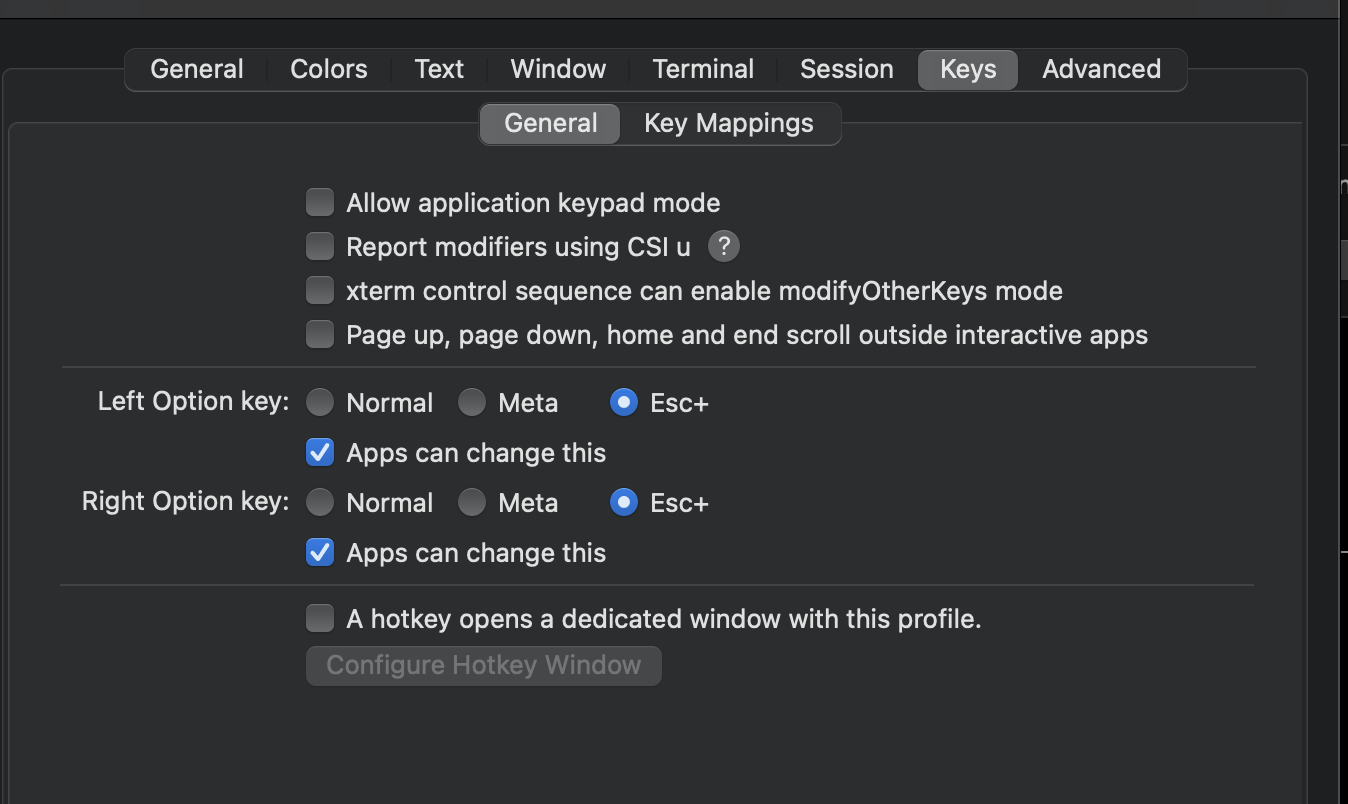 General Colors Text Window Terminal Session Keys Advanced
General Key Mappings
Allow application keypad mode
Report modifiers using CSI u ?
xterm control sequence can enable modifyOtherKeys mode
Page up, page down, home and end scroll outside interactive apps
Left Option key: Normal Meta Esc+
Apps can change this
Right Option key: Normal Meta Esc+
Apps can change this
A hotkey opens a dedicated window with this profile.
Configure Hotkey Window